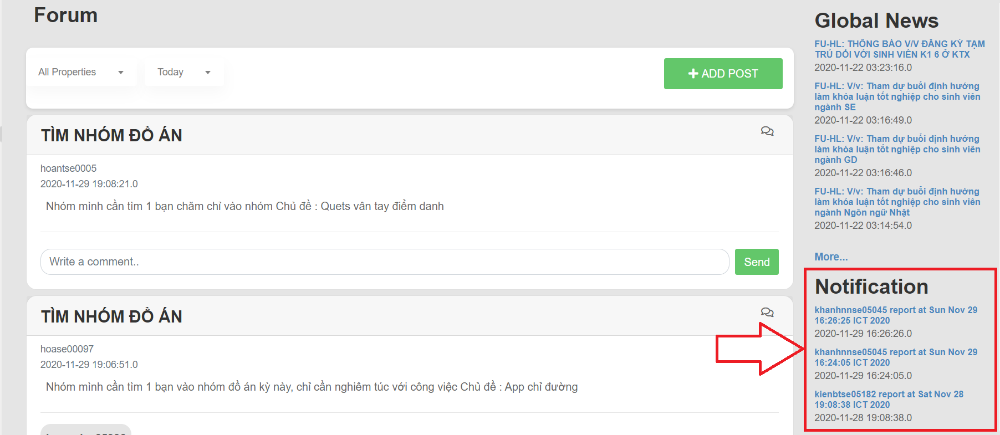 Forum
All Properties
Today
ADD POST
TÌM NHÓM ĐỒ ÁN
hoantse0005
2020-11-29 19:08:21.0
Nhóm mình cần tìm 1 bạn chăm chỉ vào nhóm Chủ đề : Quets vân tay điểm danh
Write a comment..
Send
TÌM NHÓM ĐỒ ÁN
hoase00097
2020-11-29 19:06:51.0
Nhóm mình cần tìm 1 bạn vào nhóm đồ án kỳ này, chỉ cần nghiêm túc với công việc Chủ đề : App chỉ đường
Global News
FU-HL: THÔNG BÁO V/V ĐĂNG KÝ TẠM
TRÚ ĐỐI VỚI SINH VIÊN K1 6 Ở KTX
2020-11-22 03:23:16.0
FU-HL: V/v: Tham dự buổi định hướng
làm khóa luận tốt nghiệp cho sinh viên
ngành SE
2020-11-22 03:16:49.0
FU-HL: V/v: Tham dự buổi định hướng
làm khóa luận tốt nghiệp cho sinh viên
ngành GD
2020-11-22 03:16:46.0
FU-HL: V/v: Tham dự buổi định hướng
làm khóa luận tốt nghiệp cho sinh viên
ngành Ngôn ngữ Nhật
2020-11-22 03:14:54.0
More...
Notification
khanhnnse05045 report at Sun Nov 29
16:26:25 ICT 2020
2020-11-29 16:26:26.0
khanhnnse05045 report at Sun Nov 29
16:24:05 ICT 2020
2020-11-29 16:24:05.0
kienbtse05182 report at Sat Nov 28
19:08:38 ICT 2020
2020-11-28 19:08:38.0